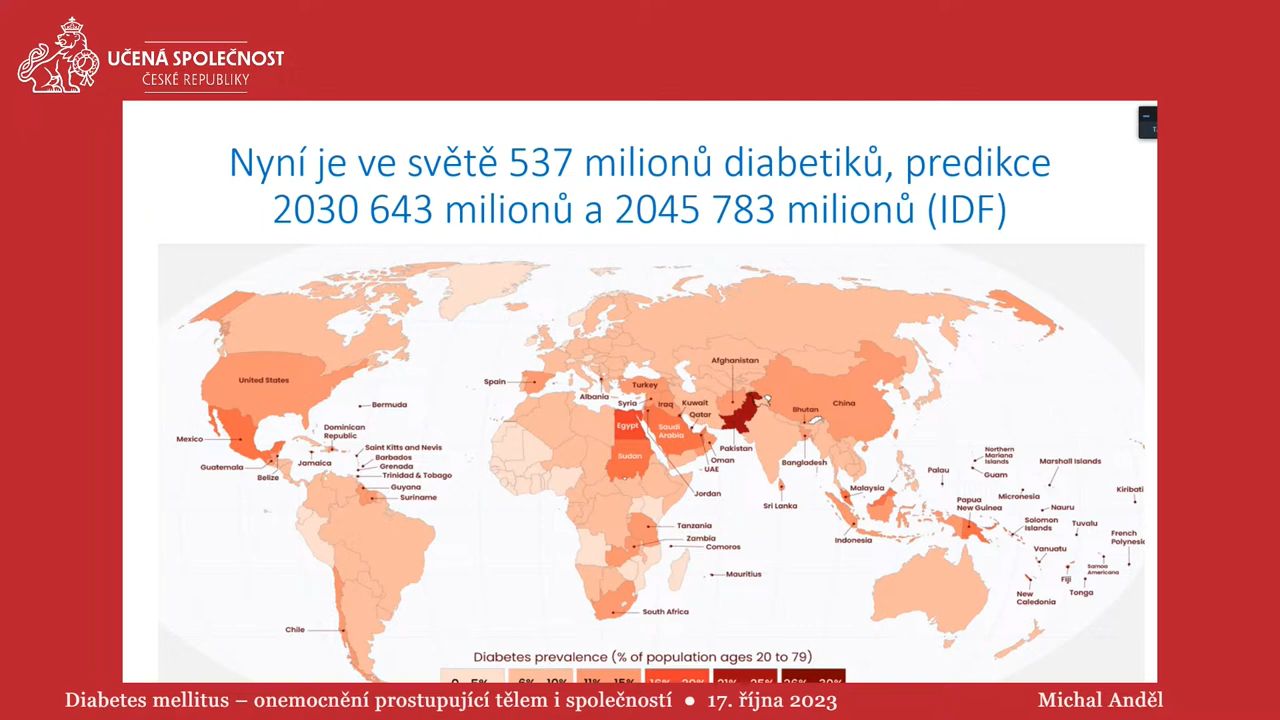 UČENÁ SPOLEČNOST
ČESKÉ REPUBLIKY
Nyní je ve světě 537 milionů diabetiků, predikce
2030 643 milionů a 2045 783 milionů (IDF)
Afghanistan
United States
Spain
Turkey
Albania
Syria
Iraq
Kuwait
Qatar
Bhutan
China
Bermuda
Egypt
Saudi
Arabia
Mexico
Dominican
Republic
Pakistan
Saint Kitts and Nevis
Barbados
Grenada
Trinidad & Tobago
Guatemala
Jamaica
Belize
Guyana
Suriname
Sudan
Oman
UAE
Jordan
Bangladesh
Sri Lanka
Malaysia
Indonesia
Northern
Mariana
Islands
Guam
Palau
Marshall Islands
Micronesia
Kiribati
Papua
New Guinea
Nauru
Solomon
Islands
Tuvalu
French
Polynesia
Vanuatu
Samoa
Americana
Fiji
Tonga
New
Caledonia
Tanzania
Zambia
Comoros
Mauritius
South Africa
Chile
Diabetes prevalence (% of population ages 20 to 79)
Diabetes mellitus – onemocnění prostupující tělem i společností ● 17. října 2023
Michal Anděl